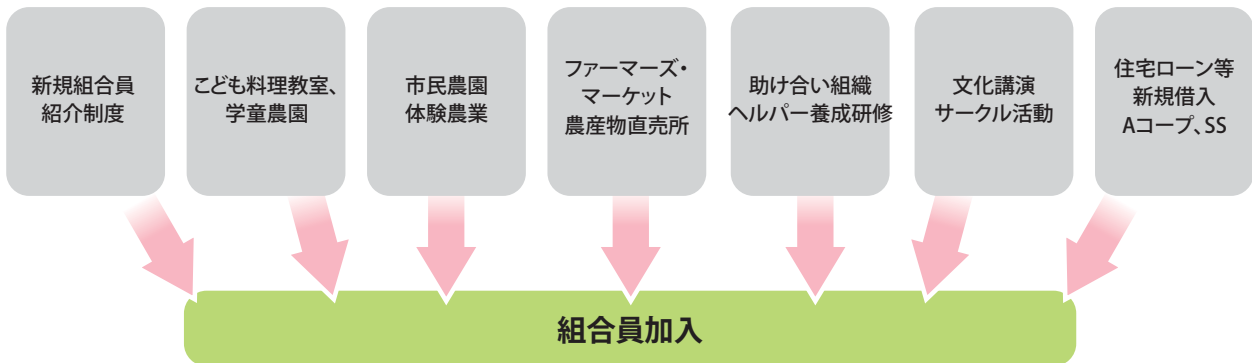 新規組合員
紹介制度
こども料理教室、
学童農園
市民農園
体験農業
ファーマーズ・
マーケット
農産物直売所
助け合い組織
ヘルパー養成研修
文化講演
サークル活動
住宅ローン等
新規借入
Aコープ、SS
組合員加入